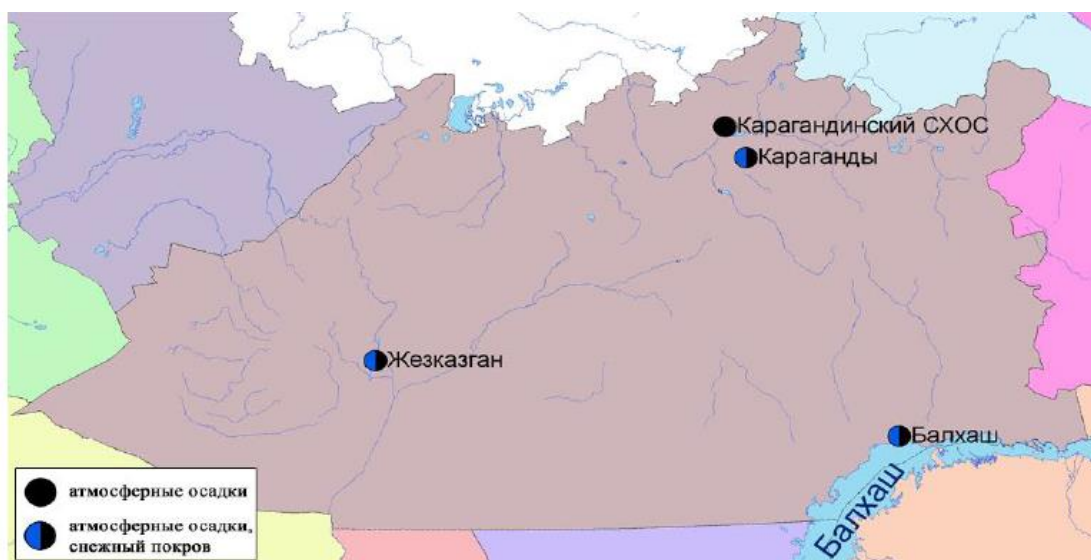 Карагандинский СХОС
Караганды
Жезказган
Балхаш
Балхаш
атмосферные осадки
атмосферные осадки,
снежный покров